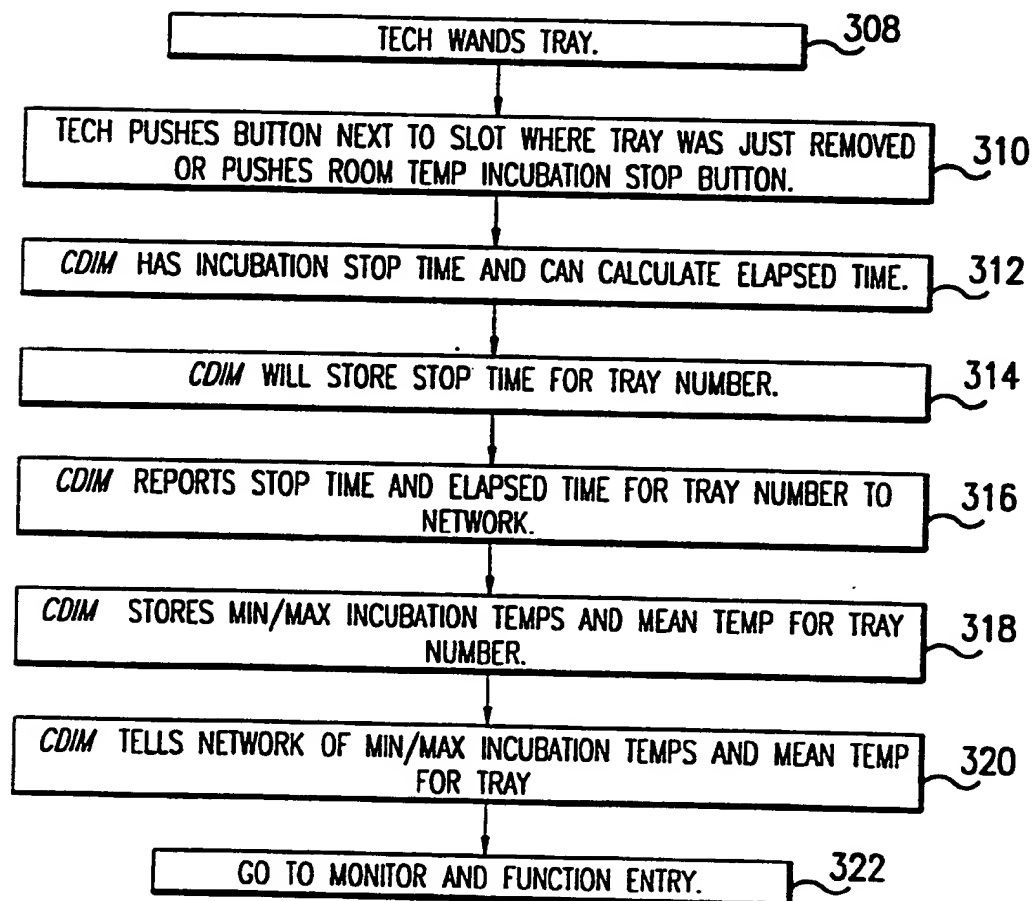 TECH WANDS TRAY.
308
TECH PUSHES BUTTON NEXT TO SLOT WHERE TRAY WAS JUST REMOVED
OR PUSHES ROOM TEMP INCUBATION STOP BUTTON.
310
CDIM HAS INCUBATION STOP TIME AND CAN CALCULATE ELAPSED TIME.
312
CDIM WILL STORE STOP TIME FOR TRAY NUMBER.
314
CDIM REPORTS STOP TIME AND ELAPSED TIME FOR TRAY NUMBER TO
NETWORK.
316
CDIM STORES MIN/MAX INCUBATION TEMPS AND MEAN TEMP FOR TRAY
NUMBER.
318
CDIM TELLS NETWORK OF MIN/MAX INCUBATION TEMPS AND MEAN TEMP
FOR TRAY
320
GO TO MONITOR AND FUNCTION ENTRY.
322